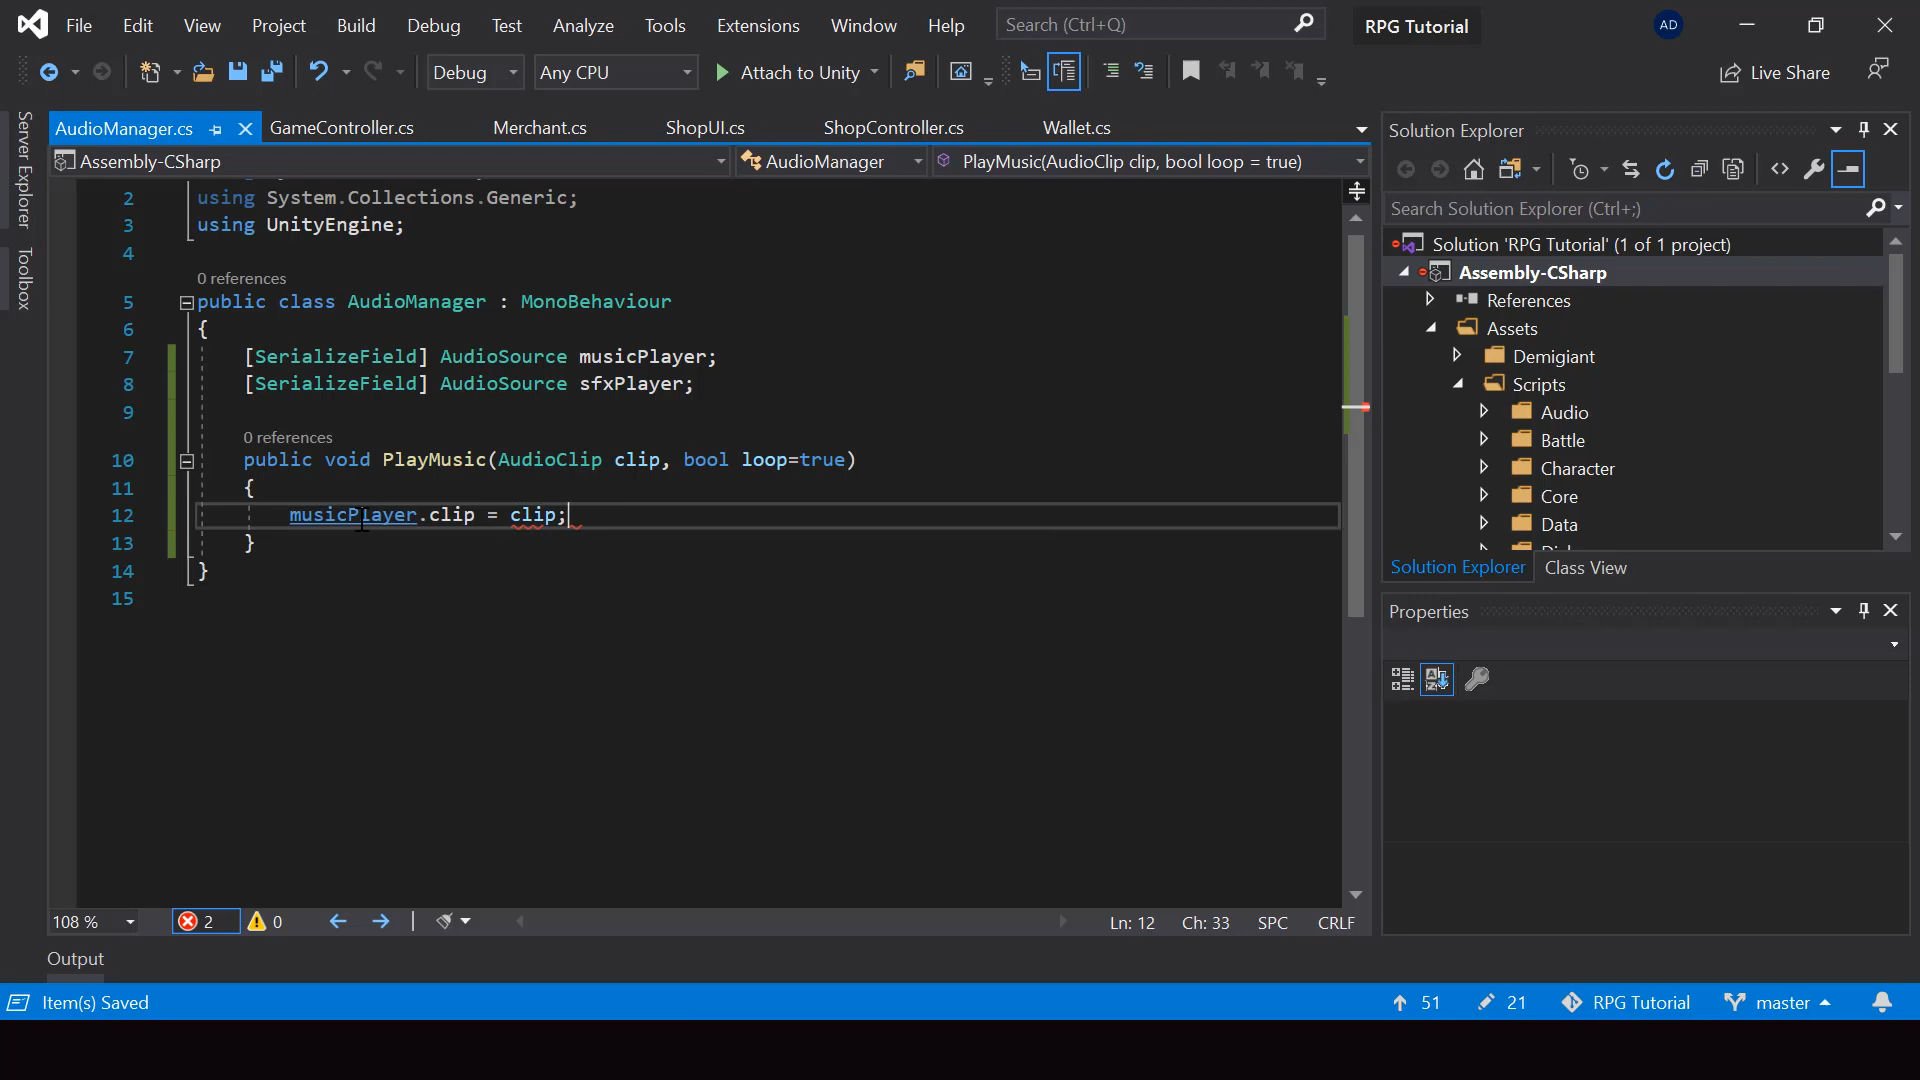 File Edit View Project Build Debug Test Analyze Tools Extensions Window Help Search (Ctrl+Q) RPG Tutorial AD
Debug Any CPU Attach to Unity Live Share
Server Explorer
Toolbox
AudioManager.cs GameController.cs Merchant.cs ShopUI.cs ShopController.cs Wallet.cs
Assembly-CSharp AudioManager PlayMusic(AudioClip clip, bool loop = true)
2 using System.Collections.Generic;
3 using UnityEngine;
4
0 references
5 public class AudioManager : MonoBehaviour
6 {
7 [SerializeField] AudioSource musicPlayer;
8 [SerializeField] AudioSource sfxPlayer;
9
0 references
10 public void PlayMusic(AudioClip clip, bool loop=true)
11 {
12 musicPlayer.clip = clip;
13 }
14 }
15
108 % 2 0 Ln: 12 Ch: 33 SPC CRLF
Output
Solution Explorer
Search Solution Explorer (Ctrl+;)
Solution 'RPG Tutorial' (1 of 1 project)
Assembly-CSharp
References
Assets
Demigiant
Scripts
Audio
Battle
Character
Core
Data
Solution Explorer Class View
Properties
Item(s) Saved 51 21 RPG Tutorial master